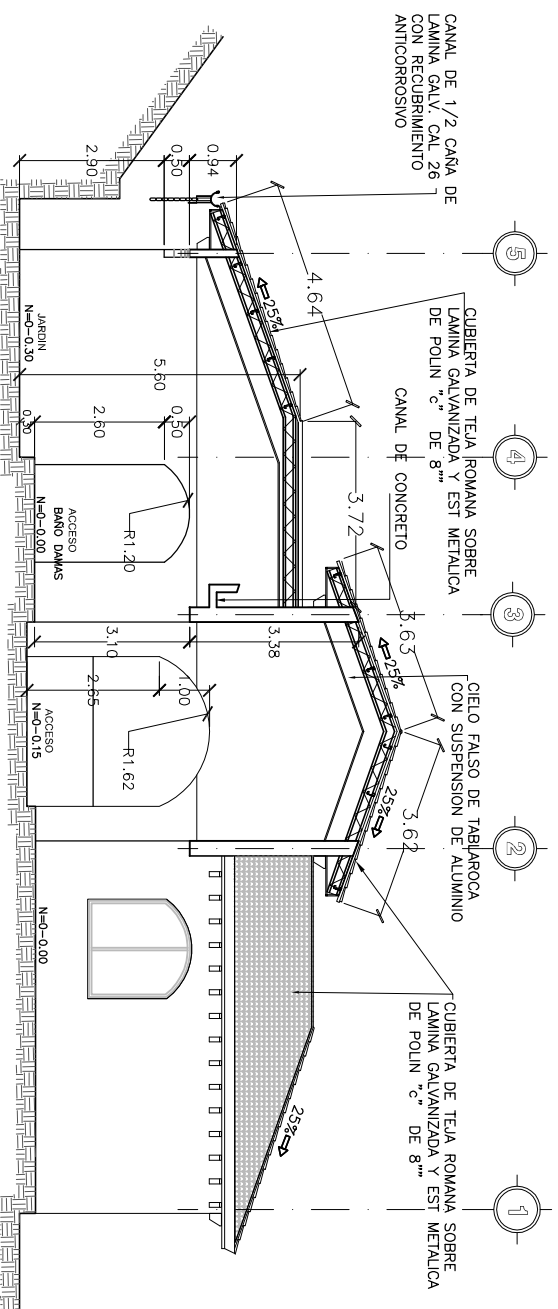 5
4
3
2
1
CANAL DE 1/2 CAÑA DE
LAMINA GALV. CAL 26
CON RECUBRIMIENTO
ANTICORROSIVO
CUBIERTA DE TEJA ROMANA SOBRE
LAMINA GALVANIZADA Y EST METALICA
DE POLIN "c" DE 8""
CANAL DE CONCRETO
CIELO FALSO DE TABLAROCA
CON SUSPENSION DE ALUMINIO
CUBIERTA DE TEJA ROMANA SOBRE
LAMINA GALVANIZADA Y EST METALICA
DE POLIN "c" DE 8""
4.64
25%
3.72
3.63
25%
3.62
25%
25%
0.94
0.50
2.90
5.60
0.50
2.60
0.30
R1.20
3.38
3.10
1.00
2.65
R1.62
JARDIN
N=0-0.30
ACCESO
BAÑO DAMAS
N=0-0.00
ACCESO
N=0-0.15
N=0-0.00